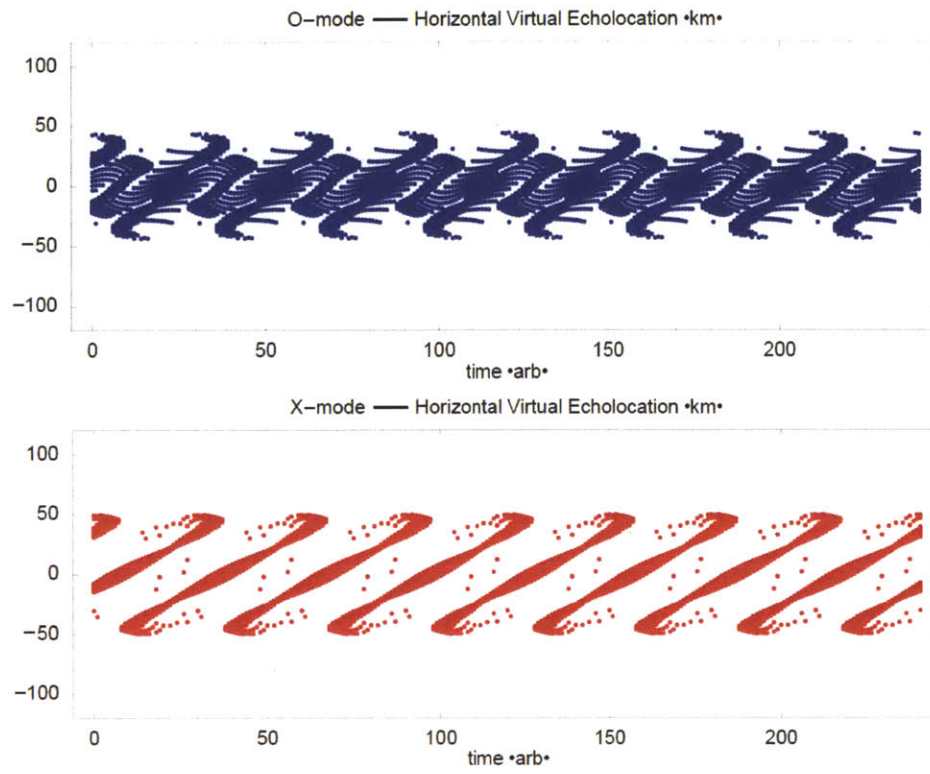 O−mode —— Horizontal Virtual Echolocation •km•
100
50
0
−50
−100
0 50 100 150 200
time •arb•
X−mode —— Horizontal Virtual Echolocation •km•
100
50
0
−50
−100
0 50 100 150 200
time •arb•